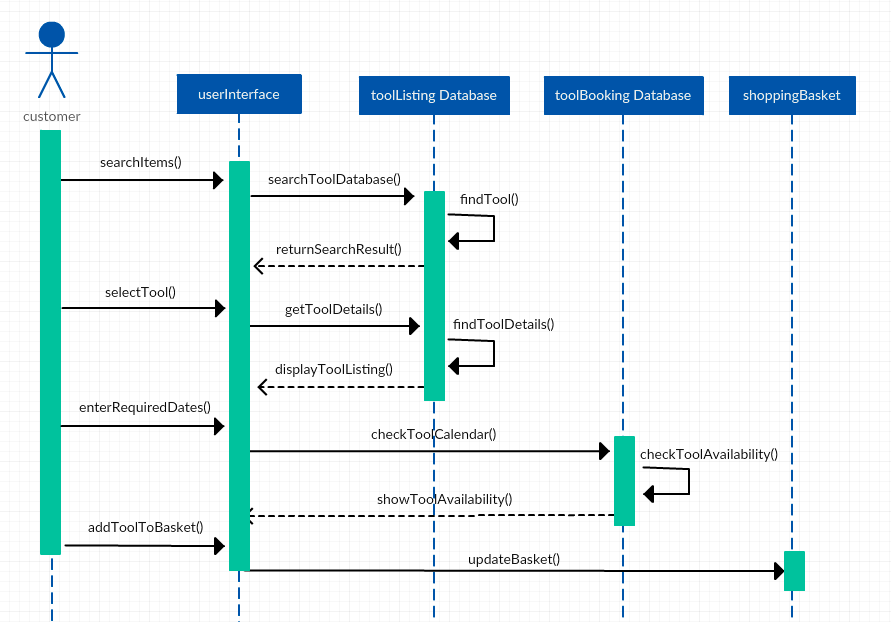 customer
userInterface
toolListing Database
toolBooking Database
shoppingBasket
searchItems()
searchToolDatabase()
findTool()
returnSearchResult()
selectTool()
getToolDetails()
findToolDetails()
displayToolListing()
enterRequiredDates()
checkToolCalendar()
checkToolAvailability()
showToolAvailability()
addToolToBasket()
updateBasket()